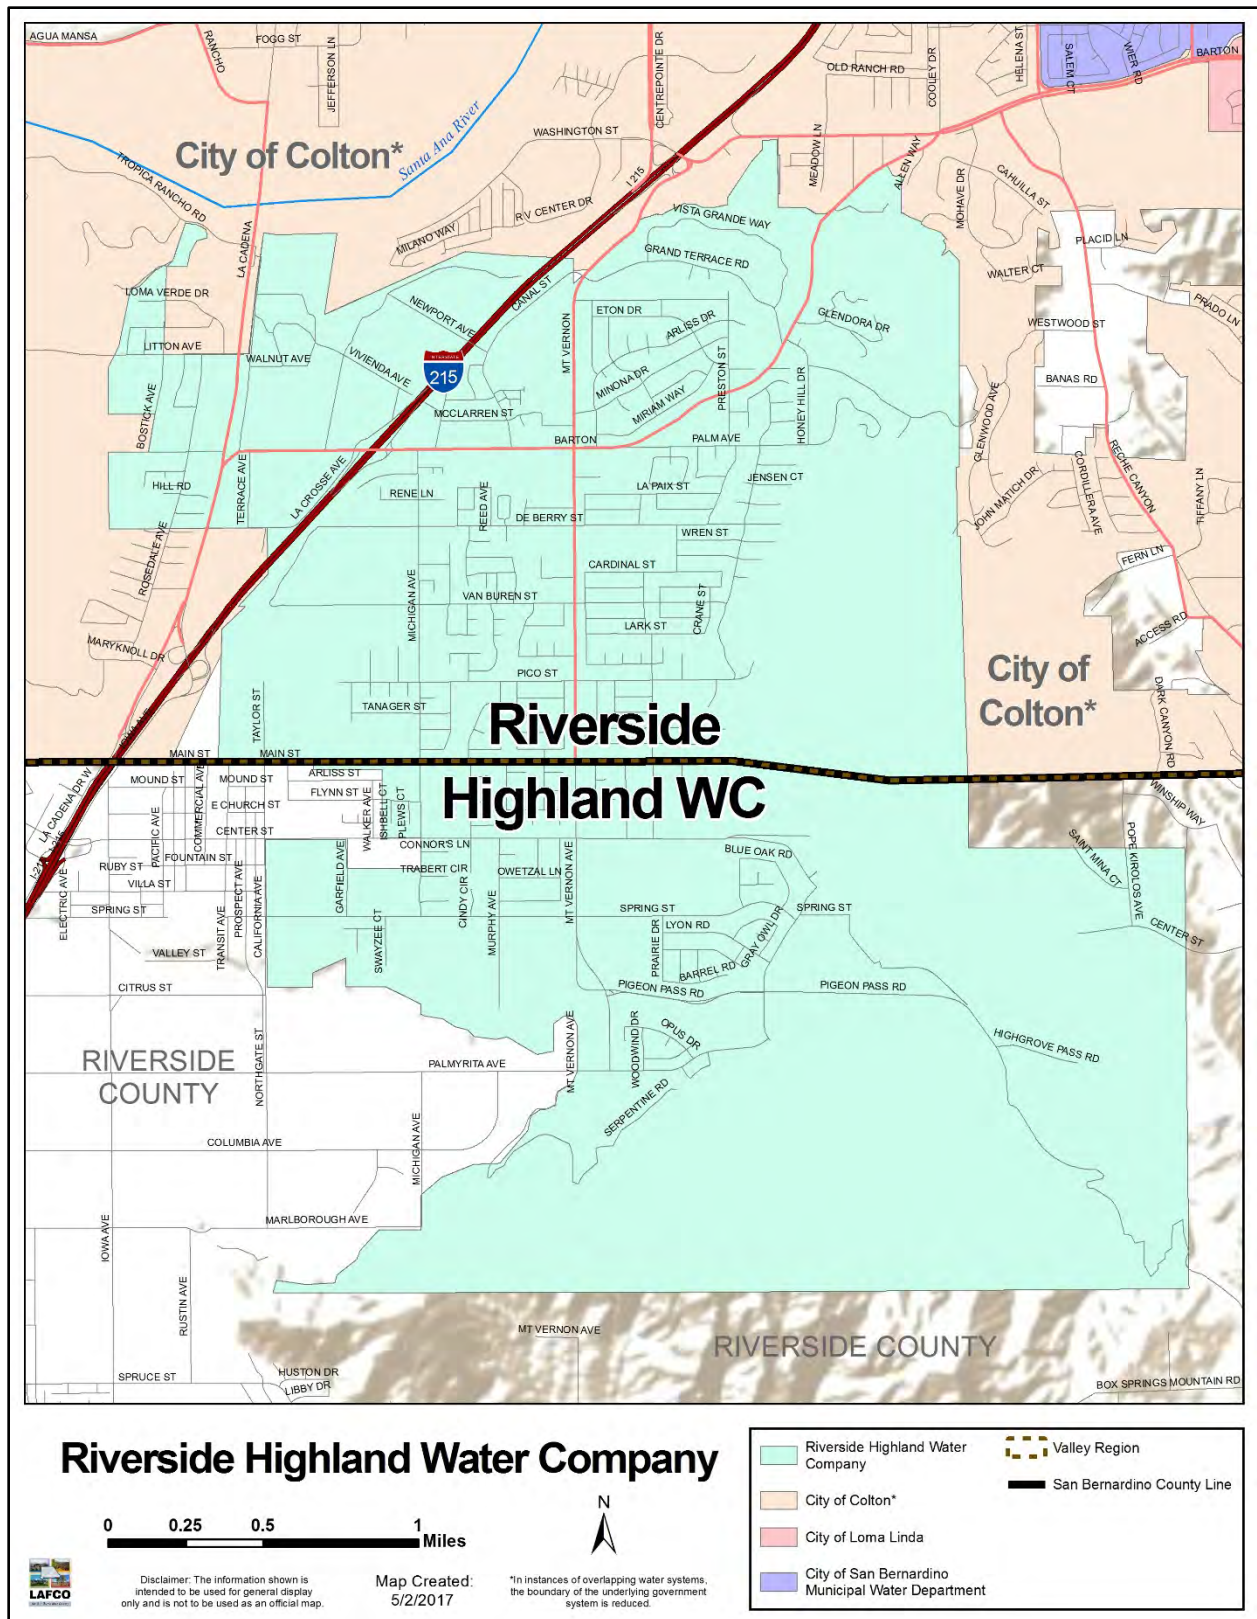 AGUA MANSA
RANCHO
FOGG ST
JEFFERSON LN
CENTREPOINTE DR
OLD RANCH RD
COOLEY DR
HELENA ST
SALEM CT
WIER RD
BARTON
WASHINGTON ST
MEADOW LN
ALLEN WAY
City of Colton*
Santa Ana River
I 215
TROPICA RANCHO RD
R V CENTER DR
MILANO WAY
VISTA GRANDE WAY
MOHAVE DR
CAHUILLA ST
LA CADENA
GRAND TERRACE RD
PLACID LN
WALTER CT
LOMA VERDE DR
NEWPORT AVE
CANAL ST
ETON DR
ARLISS DR
GLENDORA DR
PRADO LN
WESTWOOD ST
LITTON AVE
WALNUT AVE
VIVIENDA AVE
INTERSTATE
215
MT VERNON
MINONA DR
MIRIAM WAY
PRESTON ST
HONEY HILL DR
BANAS RD
BOSTICK AVE
MCCLARREN ST
BARTON
PALM AVE
GLENWOOD AVE
RECHE CANYON
HILL RD
TERRACE AVE
LA CROSSE AVE
RENE LN
REED AVE
LA PAIX ST
JENSEN CT
JOHN MATICH DR
CORDILLERA AVE
TIFFANY LN
DE BERRY ST
WREN ST
ROSEDALE AVE
CARDINAL ST
FERN LN
MICHIGAN AVE
VAN BUREN ST
CRANE ST
LARK ST
ACCESS RD
MARYKNOLL DR
PICO ST
City of
Colton*
TAYLOR ST
TANAGER ST
DARK CANYON RD
IOWA AVE
Riverside
Highland WC
MAIN ST
MAIN ST
LA CADENA DR W
MOUND ST
COMMERCIAL AVE
MOUND ST
ARLISS ST
FLYNN ST
WALKER AVE
ISHBELL CT
PLEWS CT
WINSHIP WAY
E CHURCH ST
PACIFIC AVE
CENTER ST
I-215
I-215
RUBY ST
FOUNTAIN ST
CONNOR'S LN
TRABERT CIR
OWETZAL LN
BLUE OAK RD
SAINT MINA CT
POPE KIROLOS AVE
VILLA ST
ELECTRIC AVE
SPRING ST
TRANSIT AVE
PROSPECT AVE
CALIFORNIA AVE
GARFIELD AVE
SWAYZEE CT
CINDY CIR
MURPHY AVE
MT VERNON AVE
SPRING ST
LYON RD
PRAIRIE DR
GRAY OWL DR
SPRING ST
CENTER ST
VALLEY ST
BARREL RD
CITRUS ST
PIGEON PASS RD
PIGEON PASS RD
RIVERSIDE
COUNTY
NORTHGATE ST
PALMYRITA AVE
MT VERNON AVE
WOODWIND DR
OPUS DR
HIGHGROVE PASS RD
SERPENTINE RD
COLUMBIA AVE
MICHIGAN AVE
MARLBOROUGH AVE
IOWA AVE
RUSTIN AVE
MT VERNON AVE
RIVERSIDE COUNTY
SPRUCE ST
HUSTON DR
LIBBY DR
BOX SPRINGS MOUNTAIN RD
Riverside Highland Water Company
0 0.25 0.5 1
Miles
N
LAFCO
Disclaimer: The information shown is
intended to be used for general display
only and is not to be used as an official map.
Map Created:
5/2/2017
*In instances of overlapping water systems,
the boundary of the underlying government
system is reduced.
Riverside Highland Water
Company
City of Colton*
City of Loma Linda
City of San Bernardino
Municipal Water Department
Valley Region
San Bernardino County Line